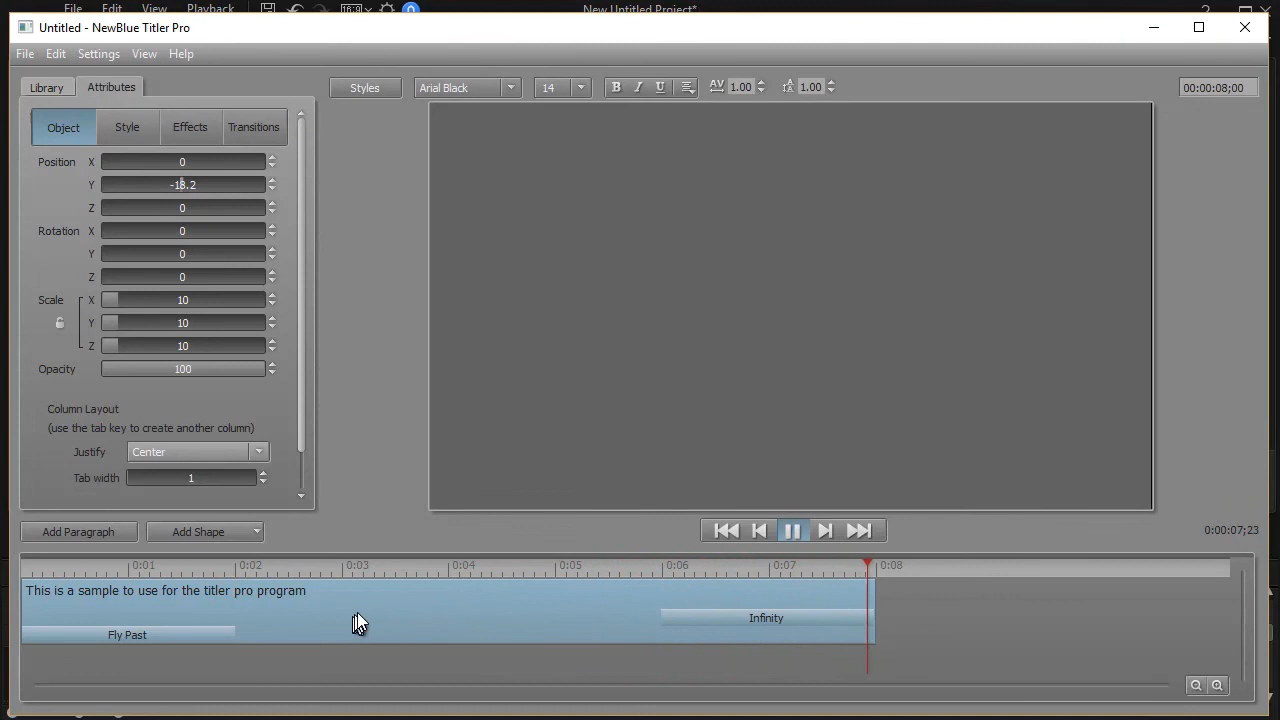 File Edit View Help 16:9 New Untitled Project* ?
Untitled - NewBlue Titler Pro
File Edit Settings View Help
Library Attributes Styles Arial Black 14 B I U AV 1.00 A 1.00 00:00:08;00
Object Style Effects Transitions
Position X 0
Y -18.2
Z 0
Rotation X 0
Y 0
Z 0
Scale X 10
Y 10
Z 10
Opacity 100
Column Layout
(use the tab key to create another column)
Justify Center
Tab width 1
Add Paragraph Add Shape 0:00:07;23
0:01 0:02 0:03 0:04 0:05 0:06 0:07 0:08
This is a sample to use for the titler pro program
Infinity
Fly Past